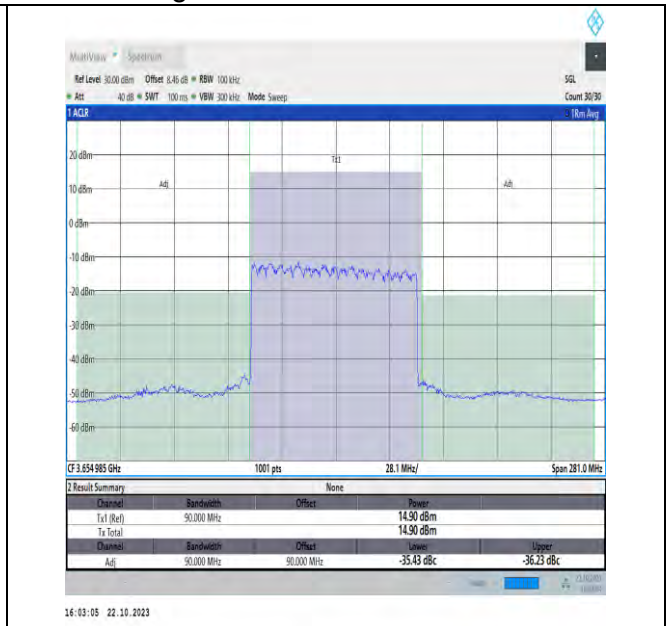 MultiView Spectrum
Ref Level 30.00 dBm Offset 8.46 dB RBW 100 kHz SGL
Att 40 dB SWT 100 ms VBW 300 kHz Mode Sweep Count 30/30
1 ACLR 1Rm Avg
20 dBm
Tx1
10 dBm
Adj
Adj
0 dBm
-10 dBm
-20 dBm
-30 dBm
-40 dBm
-50 dBm
-60 dBm
CF 3.654 985 GHz 1001 pts 28.1 MHz/ Span 281.0 MHz
2 Result Summary None
Channel Bandwidth Offset Power
Tx1 (Ref) 90.000 MHz 14.90 dBm
Tx Total 14.90 dBm
Channel Bandwidth Offset Lower Upper
Adj 90.000 MHz 90.000 MHz -35.43 dBc -36.23 dBc
16:03:05 22.10.2023